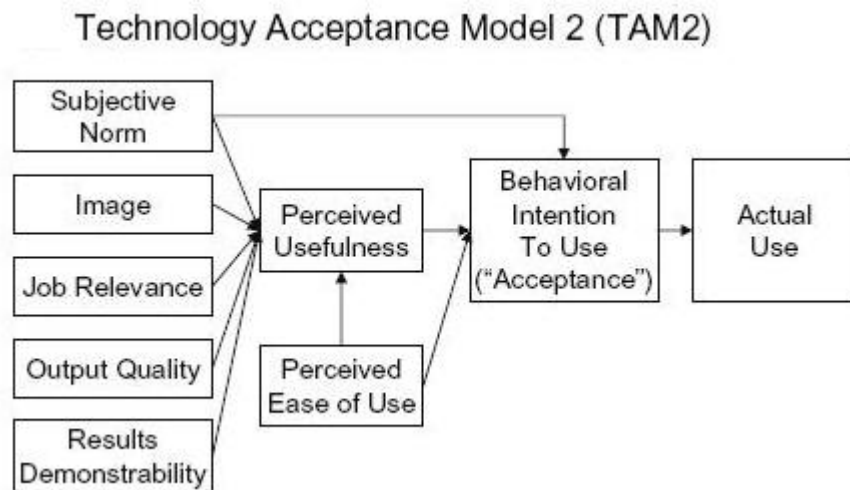 Technology Acceptance Model 2 (TAM2)
Subjective
Norm
Image
Job Relevance
Output Quality
Results
Demonstrability
Perceived
Usefulness
Perceived
Ease of Use
Behavioral
Intention
To Use
(“Acceptance”)
Actual
Use